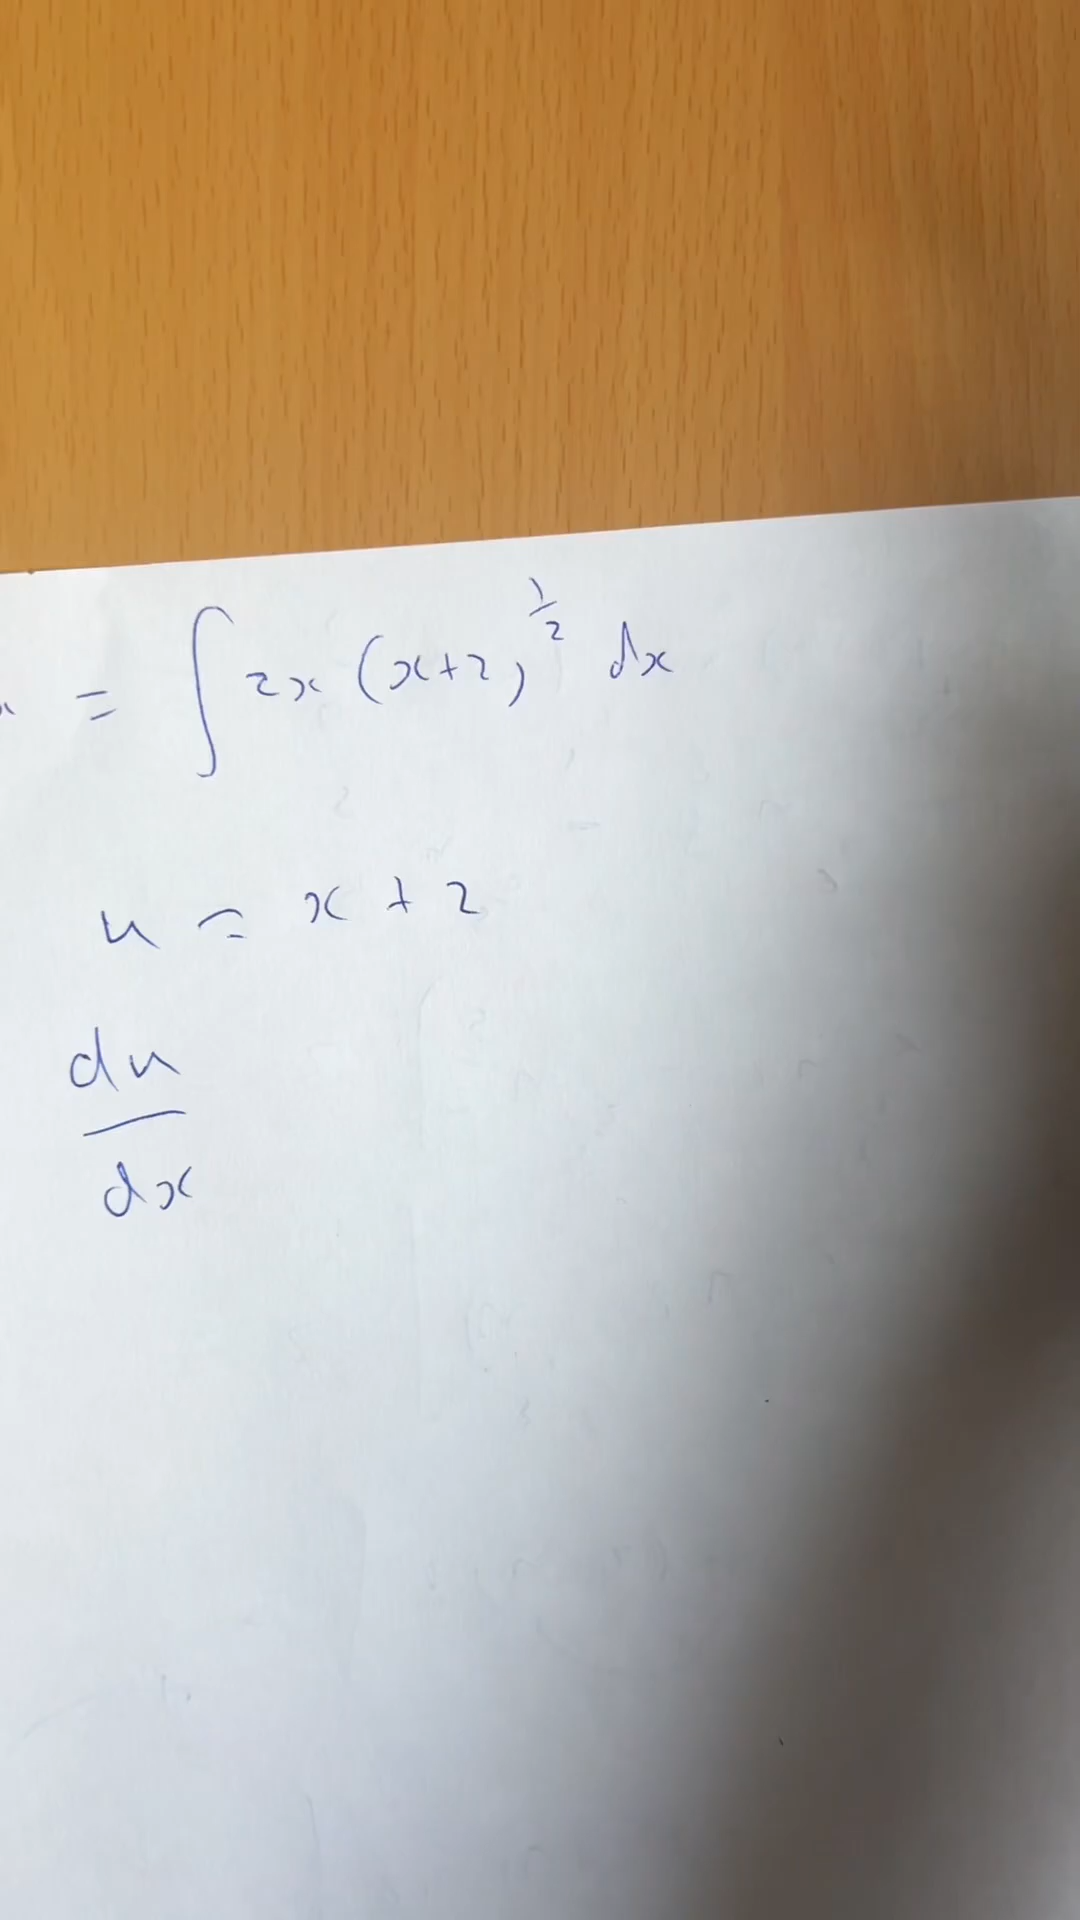 = ∫ 2x (x+2)^{1/2} dx
u = x + 2
du/dx